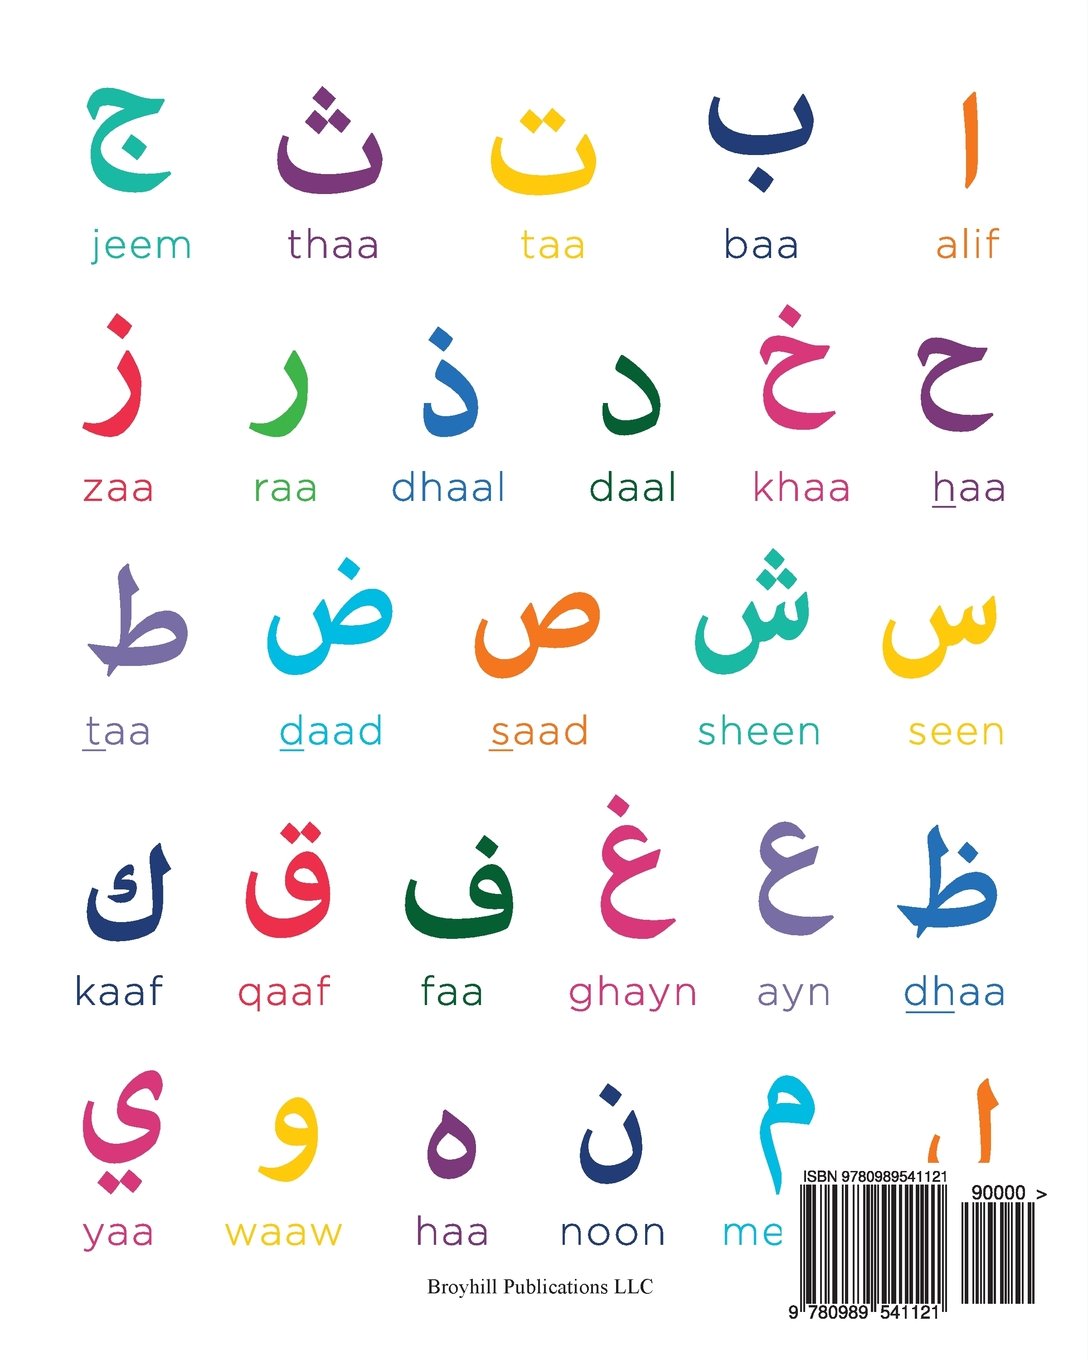 ا ب ت ث ج
alif baa taa thaa jeem
ح خ د ذ ر ز
haa khaa daal dhaal raa zaa
س ش ص ض ط
seen sheen saad daad taa
ظ ع غ ف ق ك
dhaa ayn ghayn faa qaaf kaaf
ل م ن ه و ي
me noon haa waaw yaa
ISBN 9780989541121
90000 >
9 780989 541121
Broyhill Publications LLC